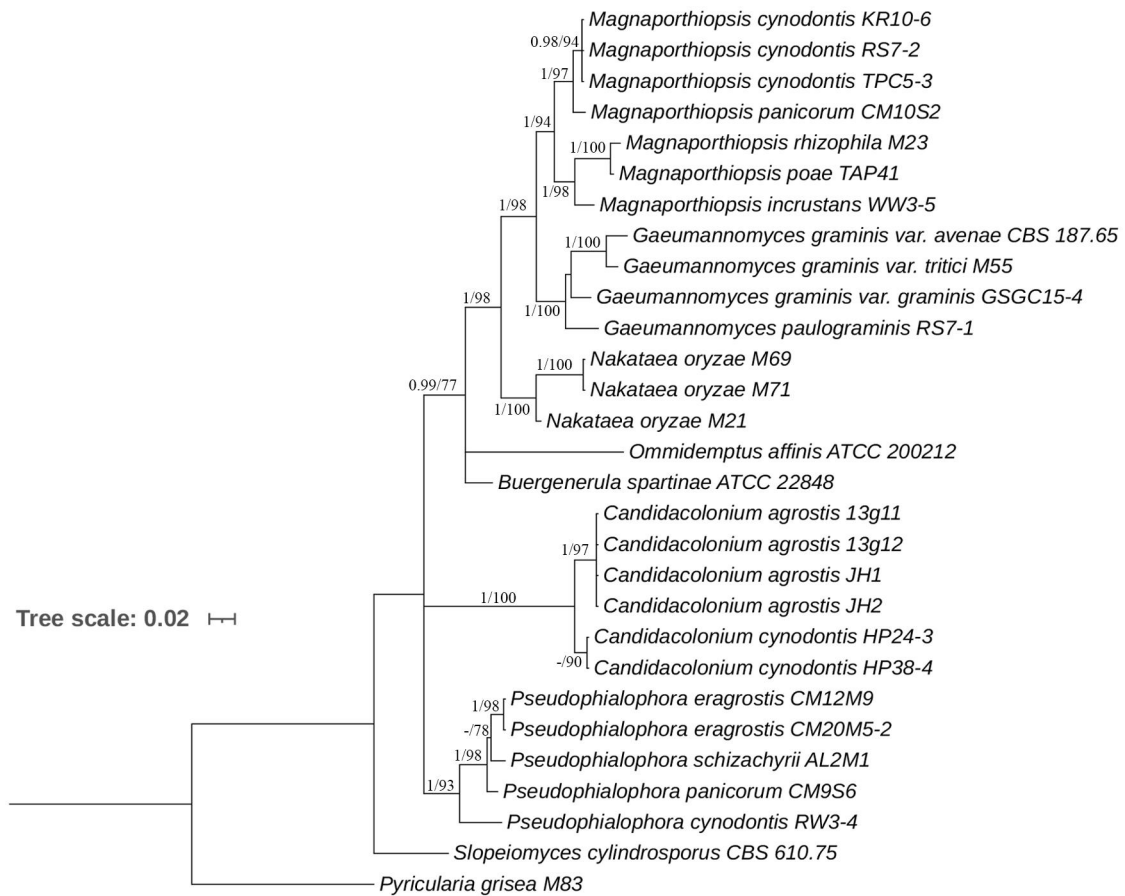 Magnaporthiopsis cynodontis KR10-6
0.98/94
Magnaporthiopsis cynodontis RS7-2
1/97
Magnaporthiopsis cynodontis TPC5-3
Magnaporthiopsis panicorum CM10S2
1/94
Magnaporthiopsis rhizophila M23
1/100
Magnaporthiopsis poae TAP41
1/98
Magnaporthiopsis incrustans WW3-5
1/98
Gaeumannomyces graminis var. avenae CBS 187.65
1/100
Gaeumannomyces graminis var. tritici M55
1/98
Gaeumannomyces graminis var. graminis GSGC15-4
1/100
Gaeumannomyces paulograminis RS7-1
Nakataea oryzae M69
1/100
0.99/77
Nakataea oryzae M71
1/100
Nakataea oryzae M21
Ommidemptus affinis ATCC 200212
Buergenerula spartinae ATCC 22848
Candidacolonium agrostis 13g11
1/97
Candidacolonium agrostis 13g12
Candidacolonium agrostis JH1
1/100
Candidacolonium agrostis JH2
Tree scale: 0.02
Candidacolonium cynodontis HP24-3
-/90
Candidacolonium cynodontis HP38-4
Pseudophialophora eragrostis CM12M9
1/98
Pseudophialophora eragrostis CM20M5-2
-/78
1/98
Pseudophialophora schizachyrii AL2M1
1/93
Pseudophialophora panicorum CM9S6
Pseudophialophora cynodontis RW3-4
Slopeiomyces cylindrosporus CBS 610.75
Pyricularia grisea M83